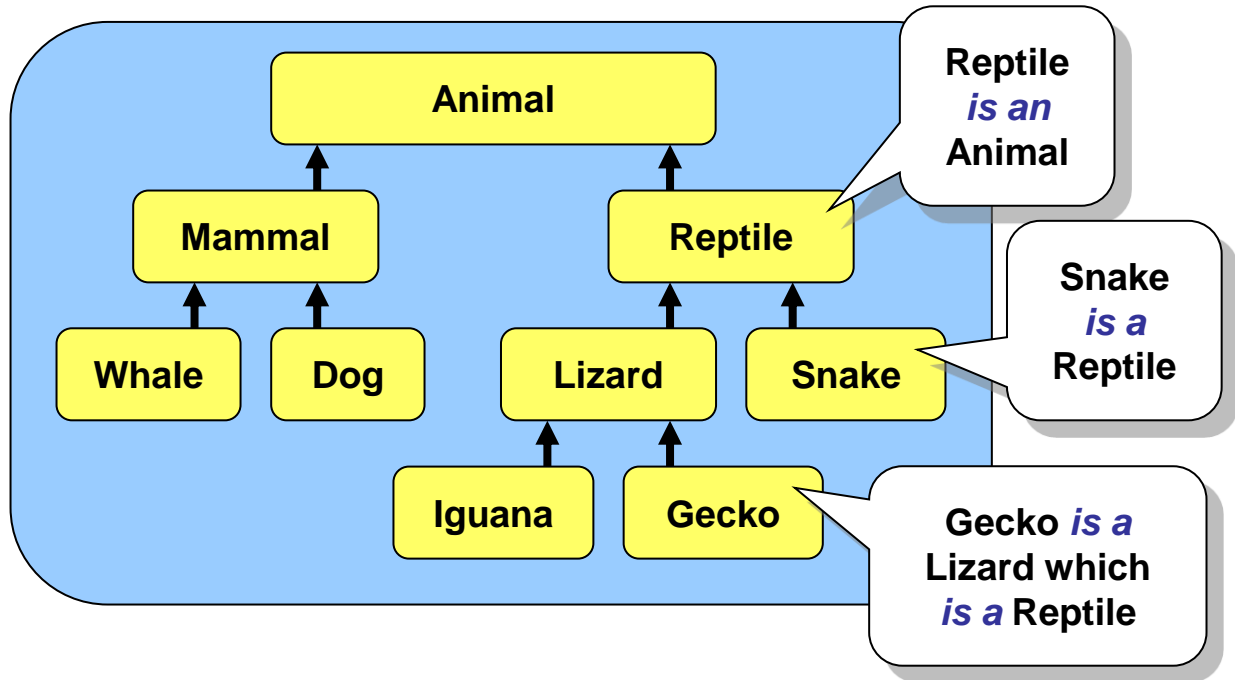 Animal
Reptile
is an
Animal
Mammal
Reptile
Snake
is a
Reptile
Whale
Dog
Lizard
Snake
Iguana
Gecko
Gecko is a
Lizard which
is a Reptile